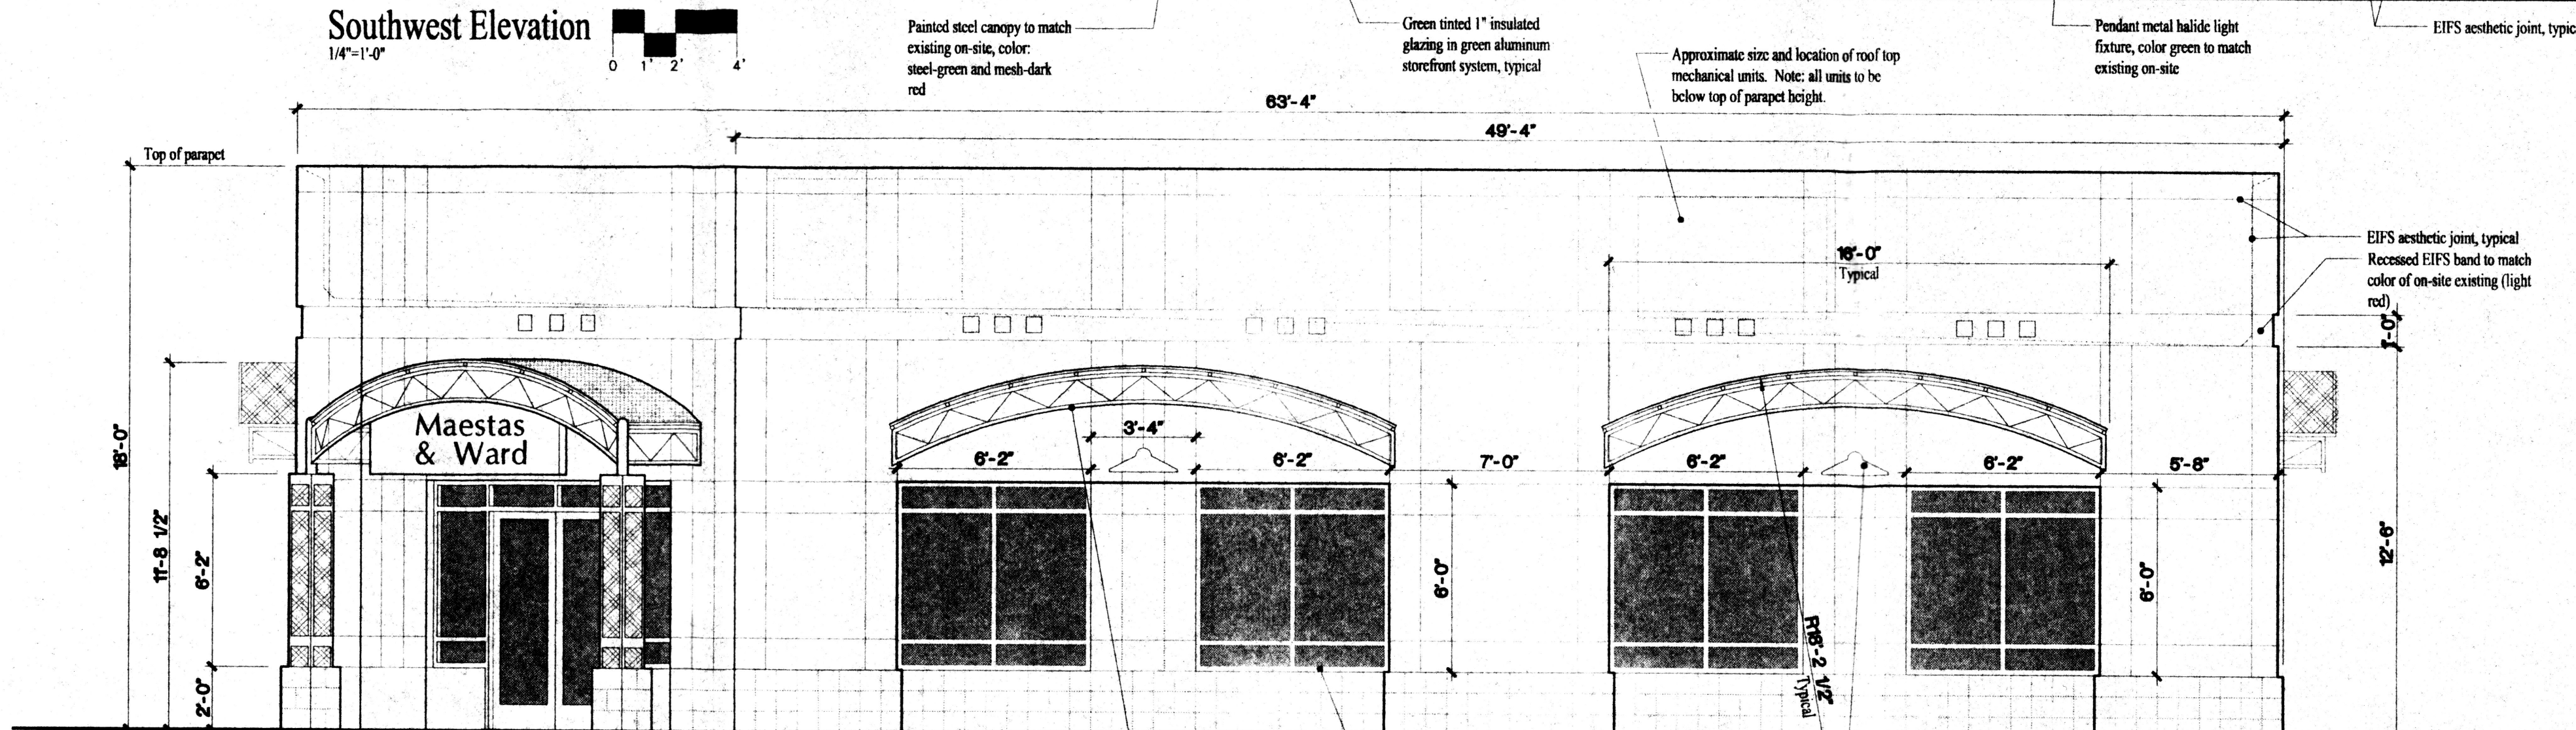 Southwest Elevation
1/4"=1'-0"
0 1' 2' 4'
Painted steel canopy to match
existing on-site, color:
steel-green and mesh-dark
red
Green tinted 1" insulated
glazing in green aluminum
storefront system, typical
Approximate size and location of roof top
mechanical units. Note: all units to be
below top of parapet height.
Pendant metal halide light
fixture, color green to match
existing on-site
EIFS aesthetic joint,
63'-4"
49'-4"
Top of parapet
EIFS aesthetic joint, typical
Recessed EIFS band to match
color of on-site existing (light
red)
16'-0"
Typical
1'-0"
Maestas
& Ward
3'-4"
6'-2"
6'-2"
7'-0"
6'-2"
6'-2"
5'-8"
18'-0"
11'-8 1/2"
6'-2"
2'-0"
6'-0"
R18'-2 1/2"
Typical
6'-0"
12'-6"